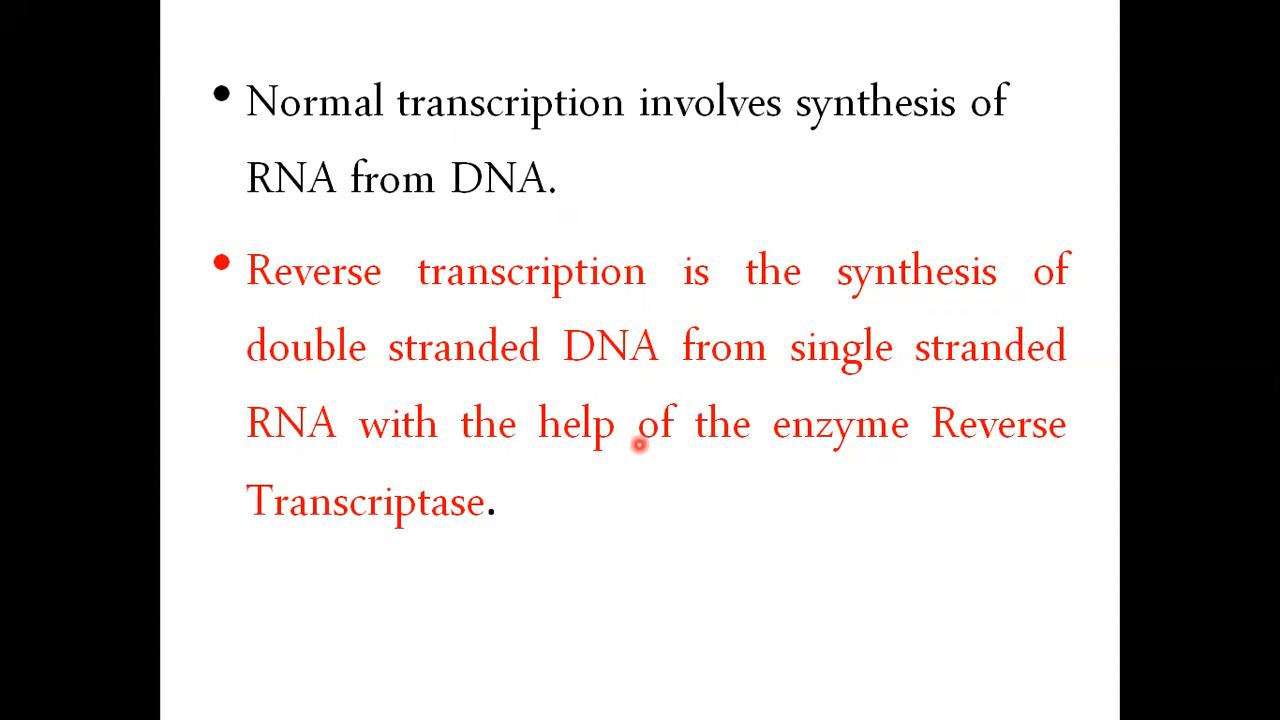 • Normal transcription involves synthesis of
RNA from DNA.
• Reverse transcription is the synthesis of
double stranded DNA from single stranded
RNA with the help of the enzyme Reverse
Transcriptase.